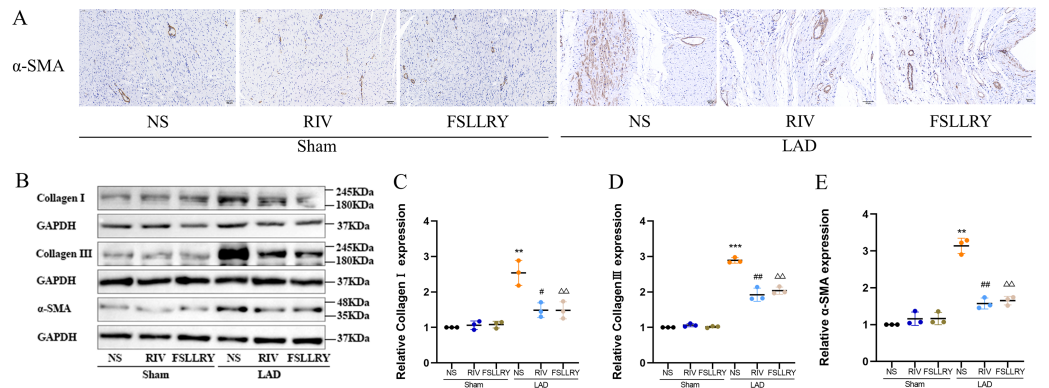 A
α-SMA
NS RIV FSLLRY NS RIV FSLLRY
Sham LAD
B
Collagen I 245KDa
180KDa
GAPDH 37KDa
Collagen III 245KDa
180KDa
GAPDH 37KDa
α-SMA 48KDa
35KDa
GAPDH 37KDa
NS RIV FSLLRY NS RIV FSLLRY
Sham LAD
C
Relative Collagen Ⅰ expression
4
3
2
1
0
**
#
△△
NS RIV FSLLRY NS RIV FSLLRY
Sham LAD
D
Relative Collagen Ⅲ expression
4
3
2
1
0
***
##
△△
NS RIV FSLLRY NS RIV FSLLRY
Sham LAD
E
Relative α-SMA expression
4
3
2
1
0
**
##
△△
NS RIV FSLLRY NS RIV FSLLRY
Sham LAD